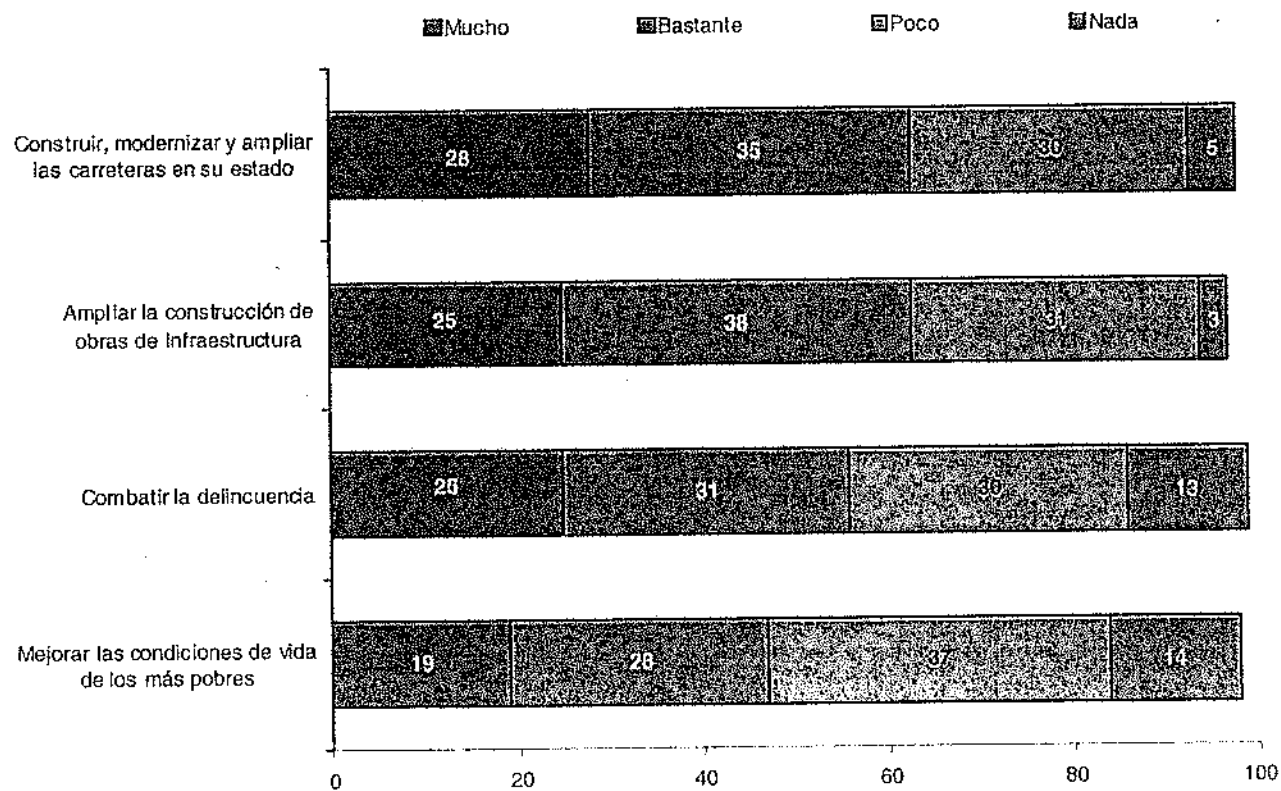 Mucho Bastante Poco Nada
Construir, modernizar y ampliar
las carreteras en su estado
28 35 30 5
Ampliar la construcción de
obras de Infraestructura
25 38 31 3
Combatir la delincuencia
25 31 30 13
Mejorar las condiciones de vida
de los más pobres
19 28 37 14
0 20 40 60 80 100